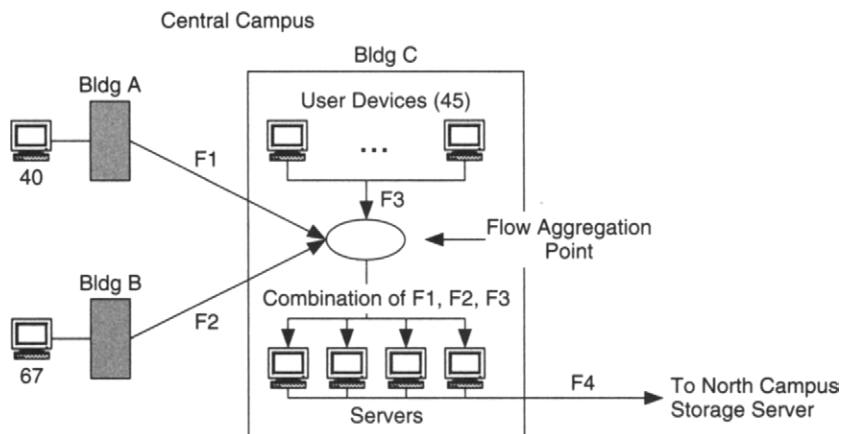 Central Campus
Bldg C
Bldg A
User Devices (45)
...
40
F1
F3
Flow Aggregation
Point
Bldg B
Combination of F1, F2, F3
F2
67
F4
To North Campus
Storage Server
Servers